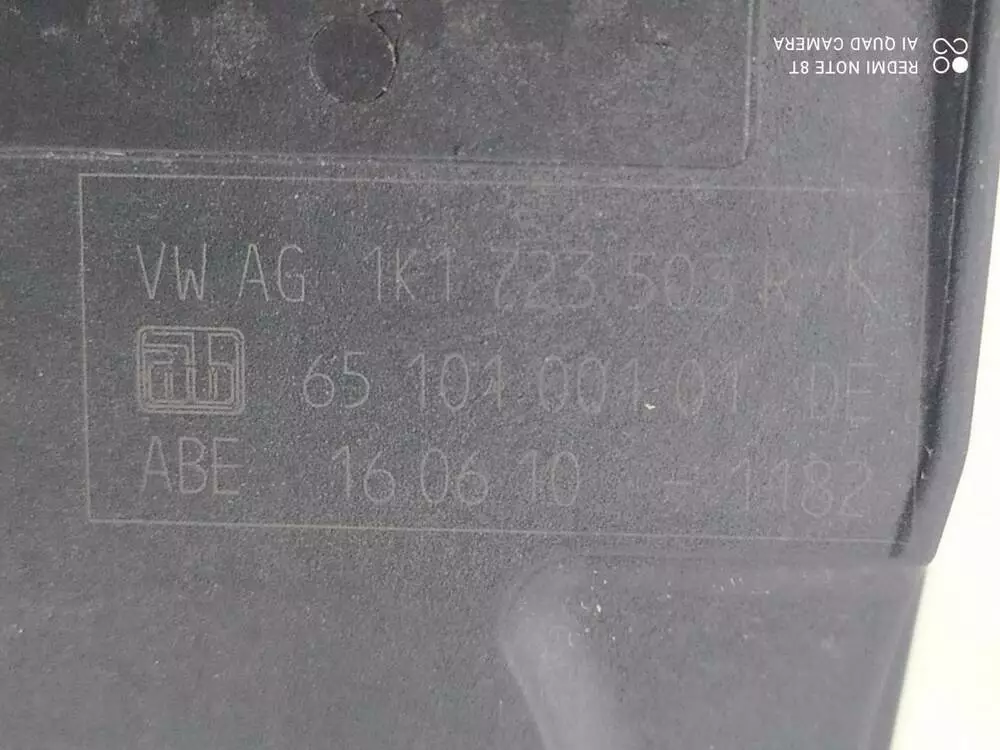 REDMI NOTE 8T
AI QUAD CAMERA
VW AG 1K1 723 503 R K
65 101 001 01 DE
ABE 16 06 10 - 1182